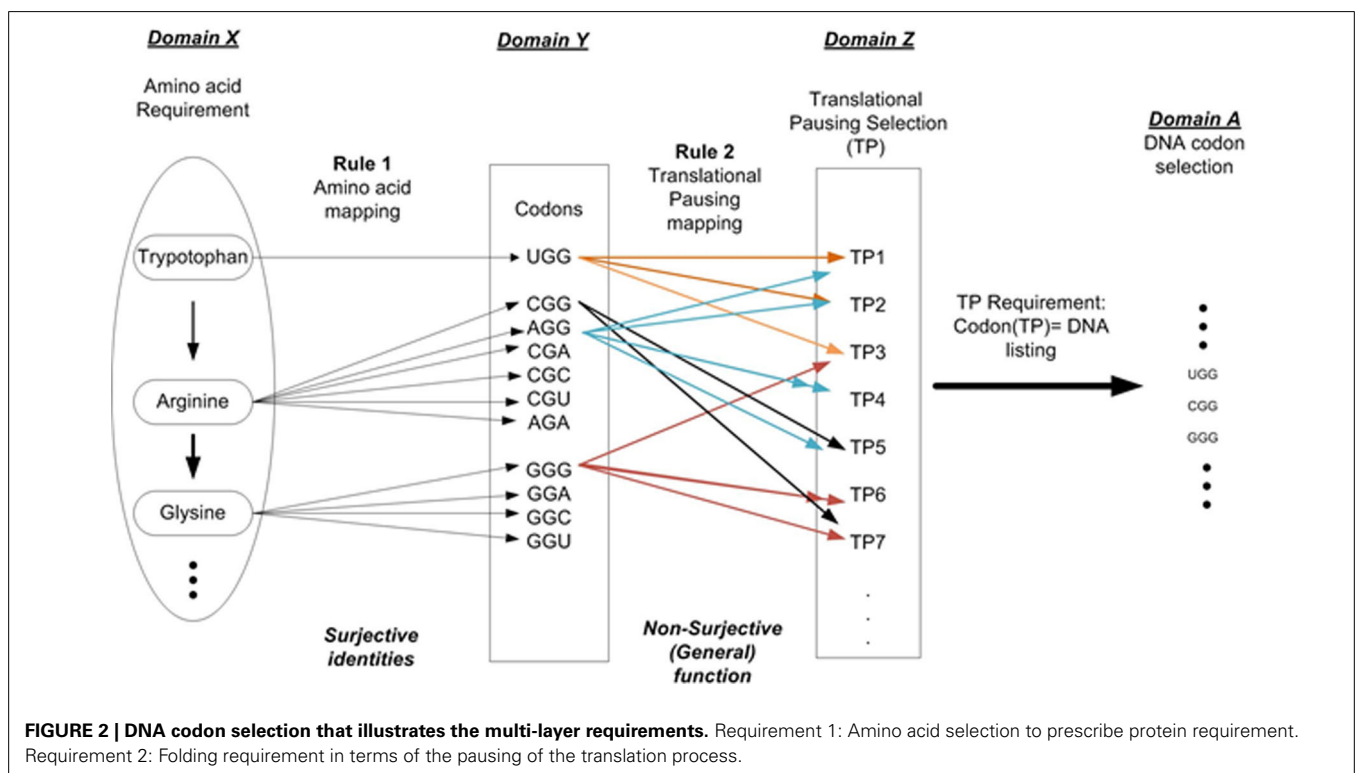 Domain X
Amino acid
Requirement
Trypotophan
Arginine
Glysine
Rule 1
Amino acid
mapping
Surjective
identities
Domain Y
Codons
UGG
CGG
AGG
CGA
CGC
CGU
AGA
GGG
GGA
GGC
GGU
Rule 2
Translational
Pausing
mapping
Non-Surjective
(General)
function
Domain Z
Translational
Pausing Selection
(TP)
TP1
TP2
TP3
TP4
TP5
TP6
TP7
TP Requirement:
Codon(TP)= DNA
listing
Domain A
DNA codon
selection
UGG
CGG
GGG
FIGURE 2 | DNA codon selection that illustrates the multi-layer requirements. Requirement 1: Amino acid selection to prescribe protein requirement.
Requirement 2: Folding requirement in terms of the pausing of the translation process.